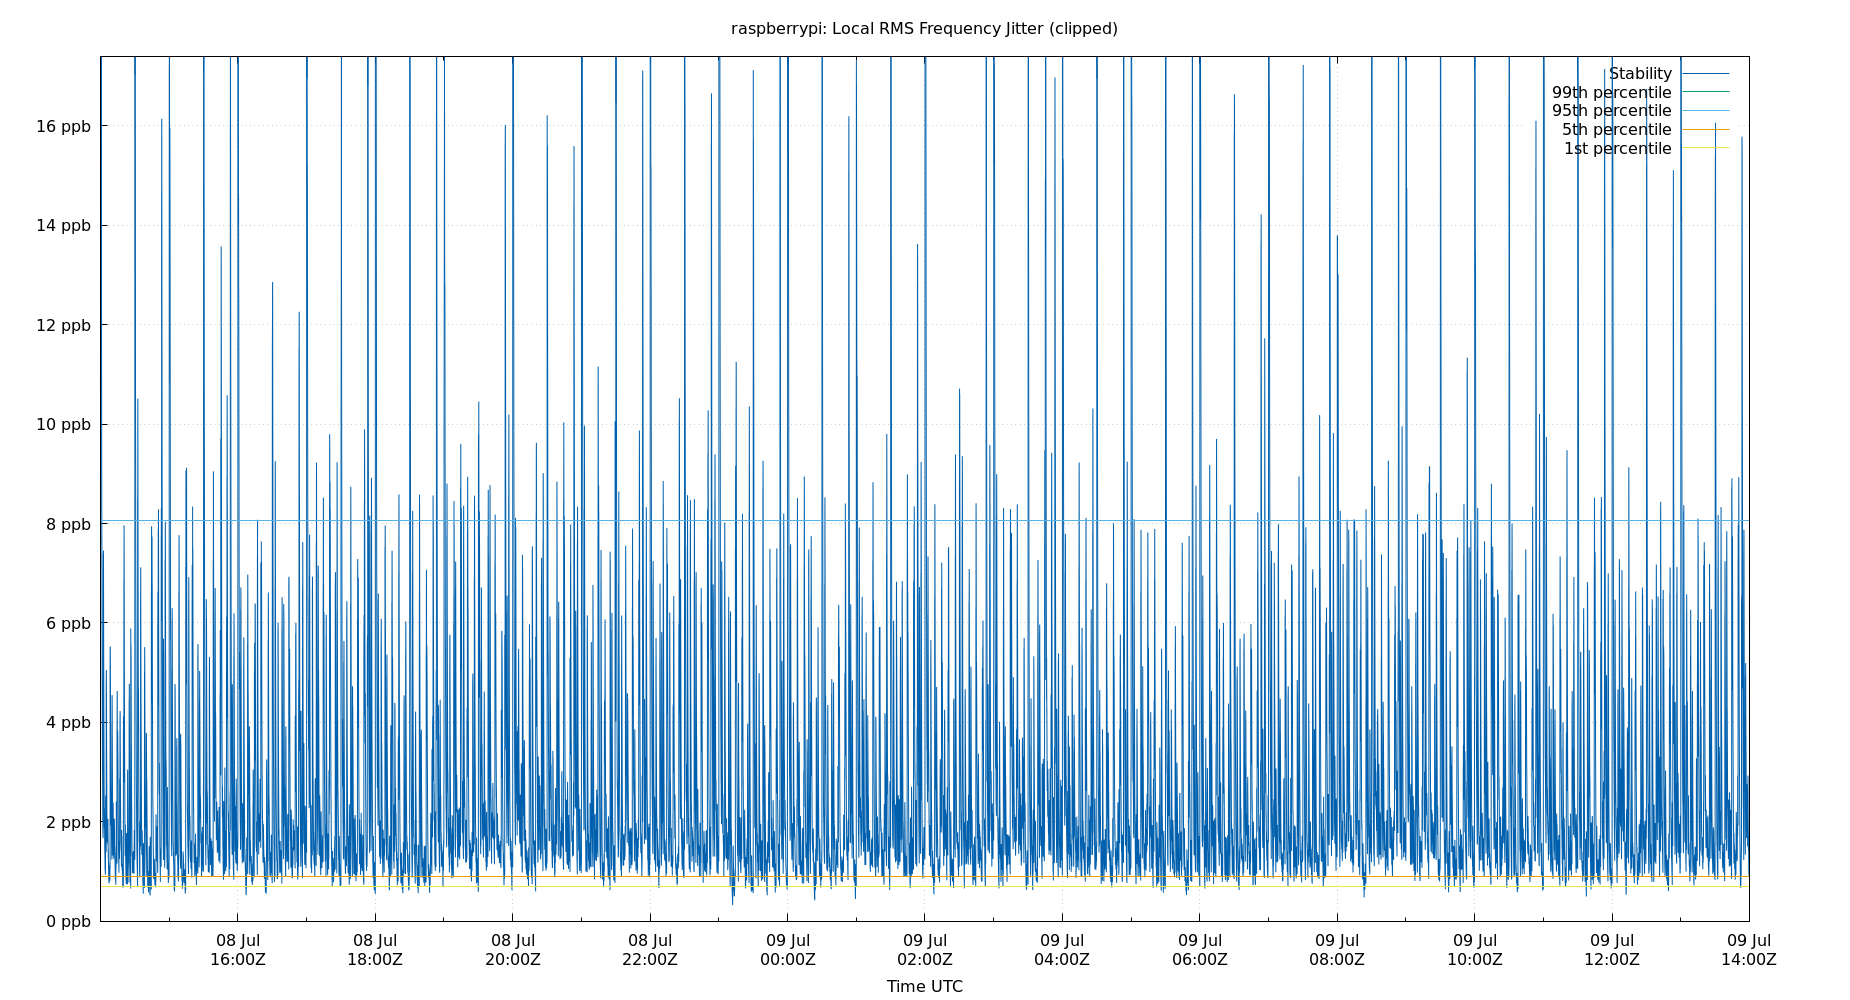 raspberrypi: Local RMS Frequency Jitter (clipped)
Stability
99th percentile
95th percentile
5th percentile
1st percentile
16 ppb
14 ppb
12 ppb
10 ppb
8 ppb
6 ppb
4 ppb
2 ppb
0 ppb
08 Jul 08 Jul 08 Jul 08 Jul 09 Jul 09 Jul 09 Jul 09 Jul 09 Jul 09 Jul 09 Jul 09 Jul
16:00Z 18:00Z 20:00Z 22:00Z 00:00Z 02:00Z 04:00Z 06:00Z 08:00Z 10:00Z 12:00Z 14:00Z
Time UTC